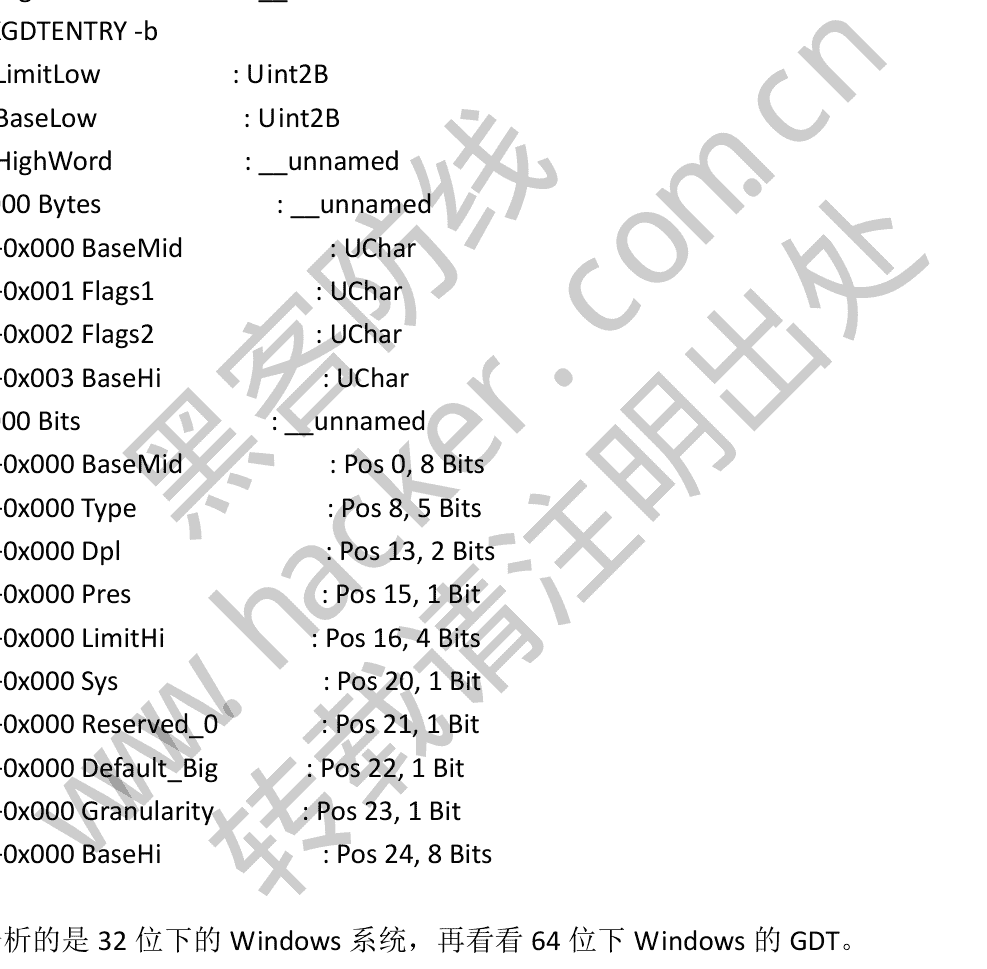 KGDTENTRY -b
LimitLow : Uint2B
BaseLow : Uint2B
HighWord : __unnamed
00 Bytes : __unnamed
-0x000 BaseMid : UChar
-0x001 Flags1 : UChar
-0x002 Flags2 : UChar
-0x003 BaseHi : UChar
00 Bits : __unnamed
-0x000 BaseMid : Pos 0, 8 Bits
-0x000 Type : Pos 8, 5 Bits
-0x000 Dpl : Pos 13, 2 Bits
-0x000 Pres : Pos 15, 1 Bit
-0x000 LimitHi : Pos 16, 4 Bits
-0x000 Sys : Pos 20, 1 Bit
-0x000 Reserved_0 : Pos 21, 1 Bit
-0x000 Default_Big : Pos 22, 1 Bit
-0x000 Granularity : Pos 23, 1 Bit
-0x000 BaseHi : Pos 24, 8 Bits
析的是 32 位下的 Windows 系统，再看看 64 位下 Windows 的 GDT。
黑客防线
www.hacker.com.cn
转载请注明出处